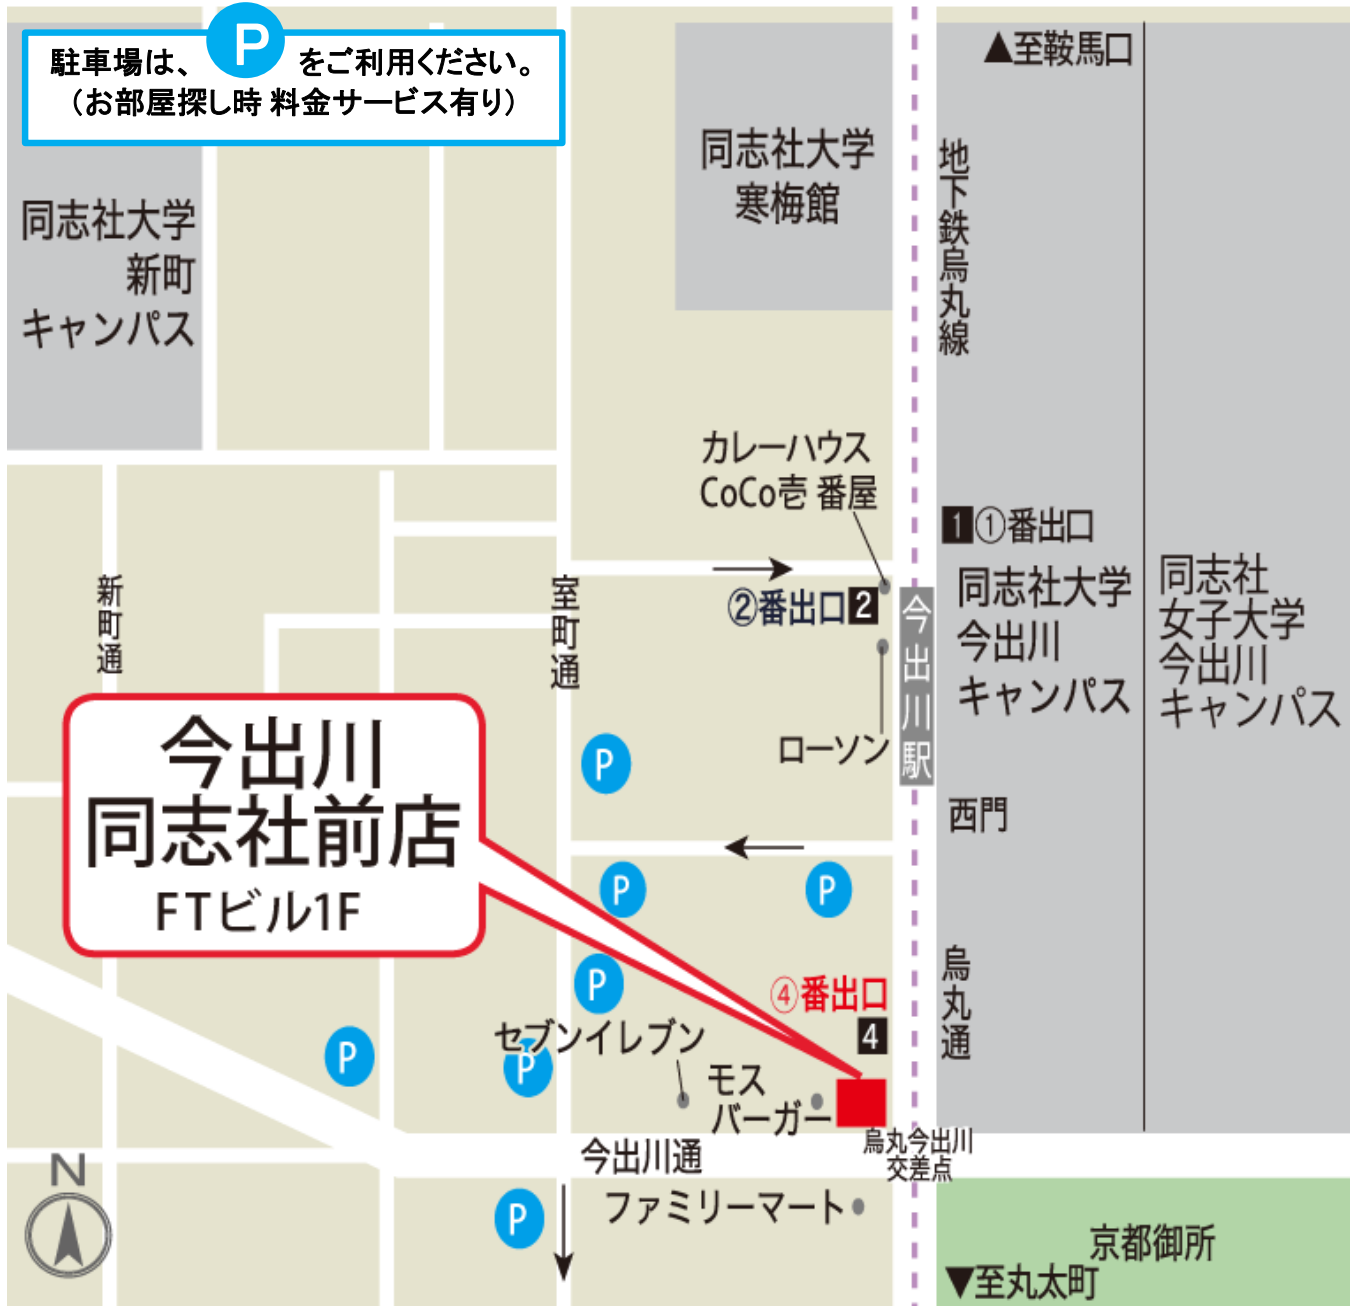 駐車場は、 P をご利用ください。
(お部屋探し時 料金サービス有り)
▲至鞍馬口
同志社大学
寒梅館
同志社大学
新町
キャンパス
地下鉄烏丸線
カレーハウス
CoCo壱番屋
1 ①番出口
②番出口 2
同志社大学
今出川
キャンパス
同志社
女子大学
今出川
キャンパス
新町通
室町通
今出川駅
ローソン
今出川
同志社前店
FTビル1F
P
西門
P
P
烏丸通
P
④番出口
4
セブンイレブン
P
P
モス
バーガー
烏丸今出川
交差点
今出川通
N
P
ファミリーマート
京都御所
▼至丸太町